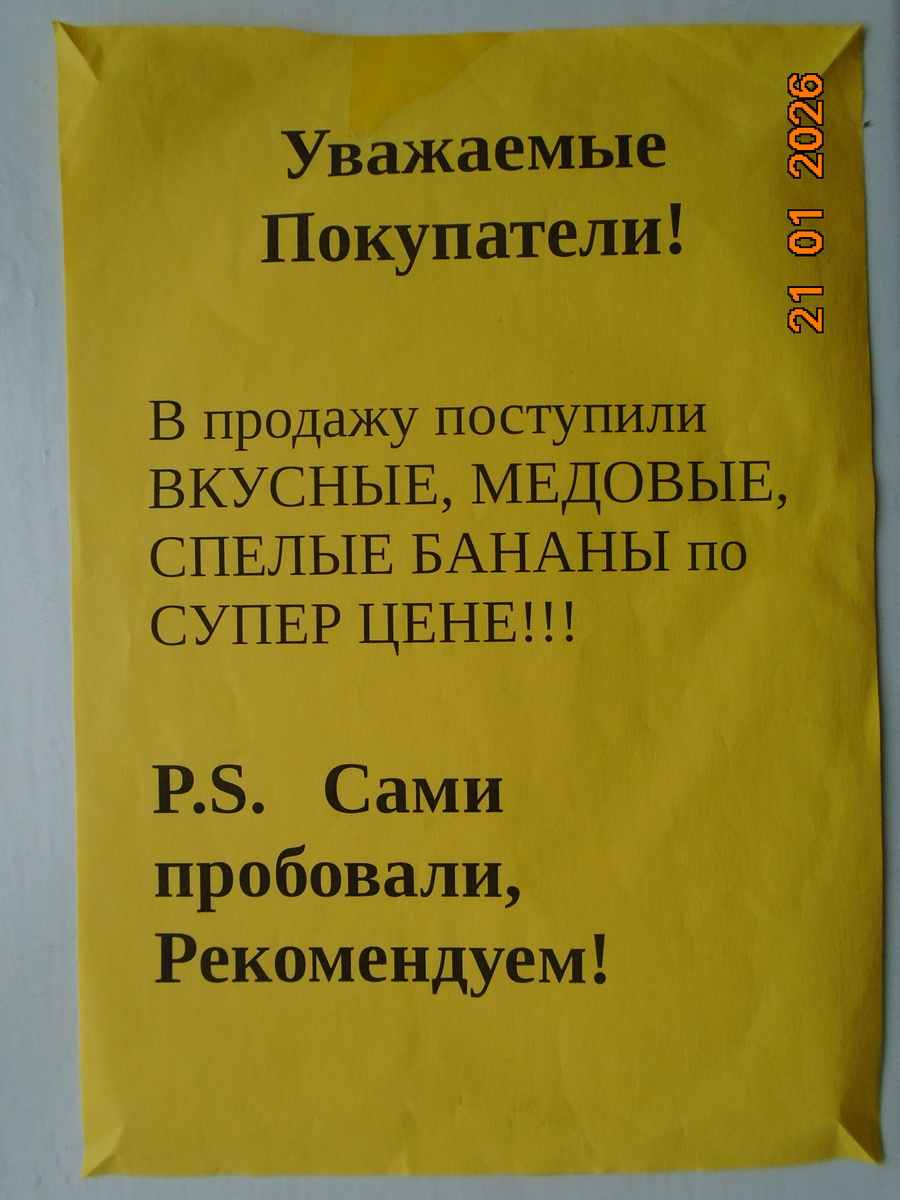 Уважаемые
Покупатели!
В продажу поступили
ВКУСНЫЕ, МЕДОВЫЕ,
СПЕЛЫЕ БАНАНЫ по
СУПЕР ЦЕНЕ!!!
P.S. Сами
пробовали,
Рекомендуем!
21 01 2026